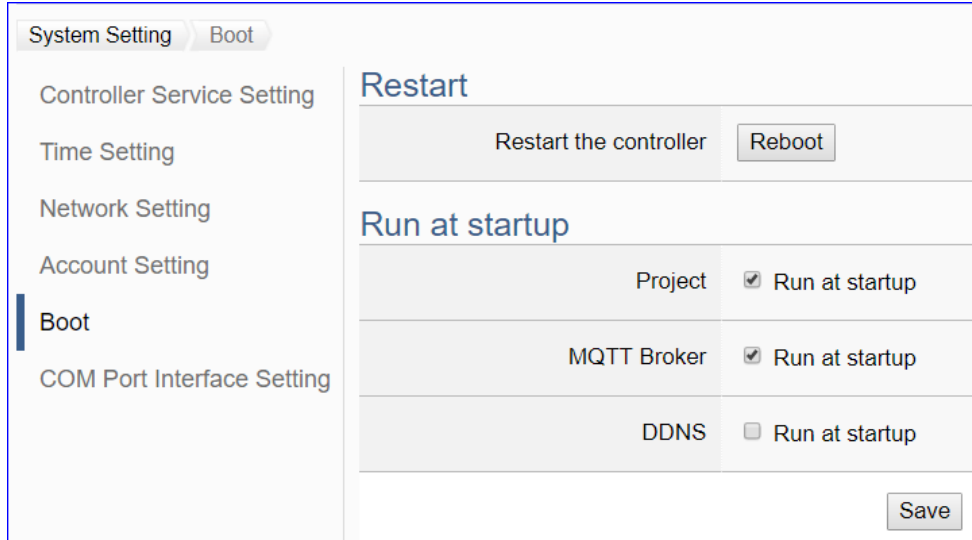 System Setting Boot
Controller Service Setting
Time Setting
Network Setting
Account Setting
Boot
COM Port Interface Setting
Restart
Restart the controller Reboot
Run at startup
Project Run at startup
MQTT Broker Run at startup
DDNS Run at startup
Save